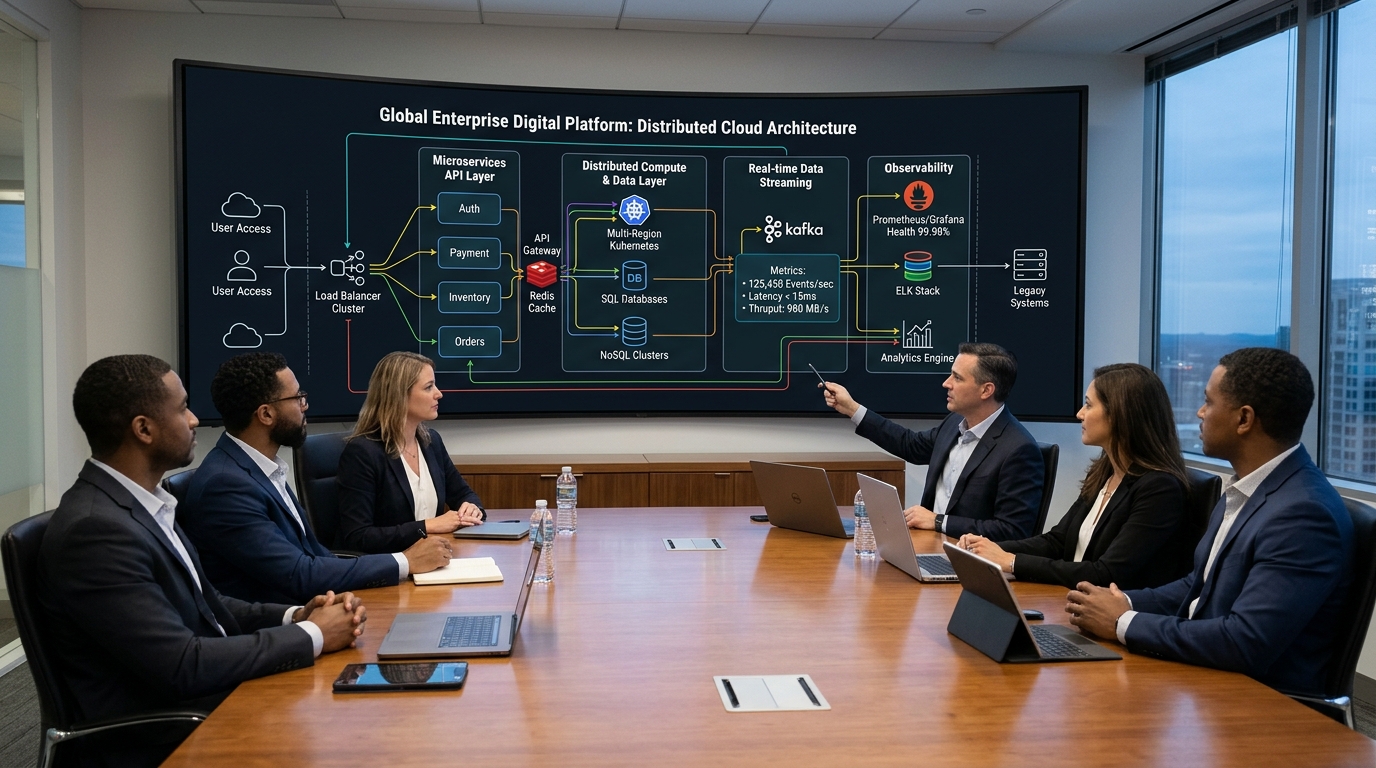 Global Enterprise Digital Platform: Distributed Cloud Architecture
User Access
User Access
Load Balancer
Cluster
Microservices
API Layer
Auth
Payment
Inventory
Orders
API
Gateway
Redis
Cache
Distributed Compute
& Data Layer
Multi-Region
Kubernetes
DB
SQL Databases
NoSQL Clusters
Real-time Data
Streaming
kafka
Metrics:
• 125,450 Events/sec
• Latency < 15ms
• Thruput: 980 MB/s
Observability
Prometheus/Grafana
Health 99.98%
ELK Stack
Analytics Engine
Legacy
Systems
DELL